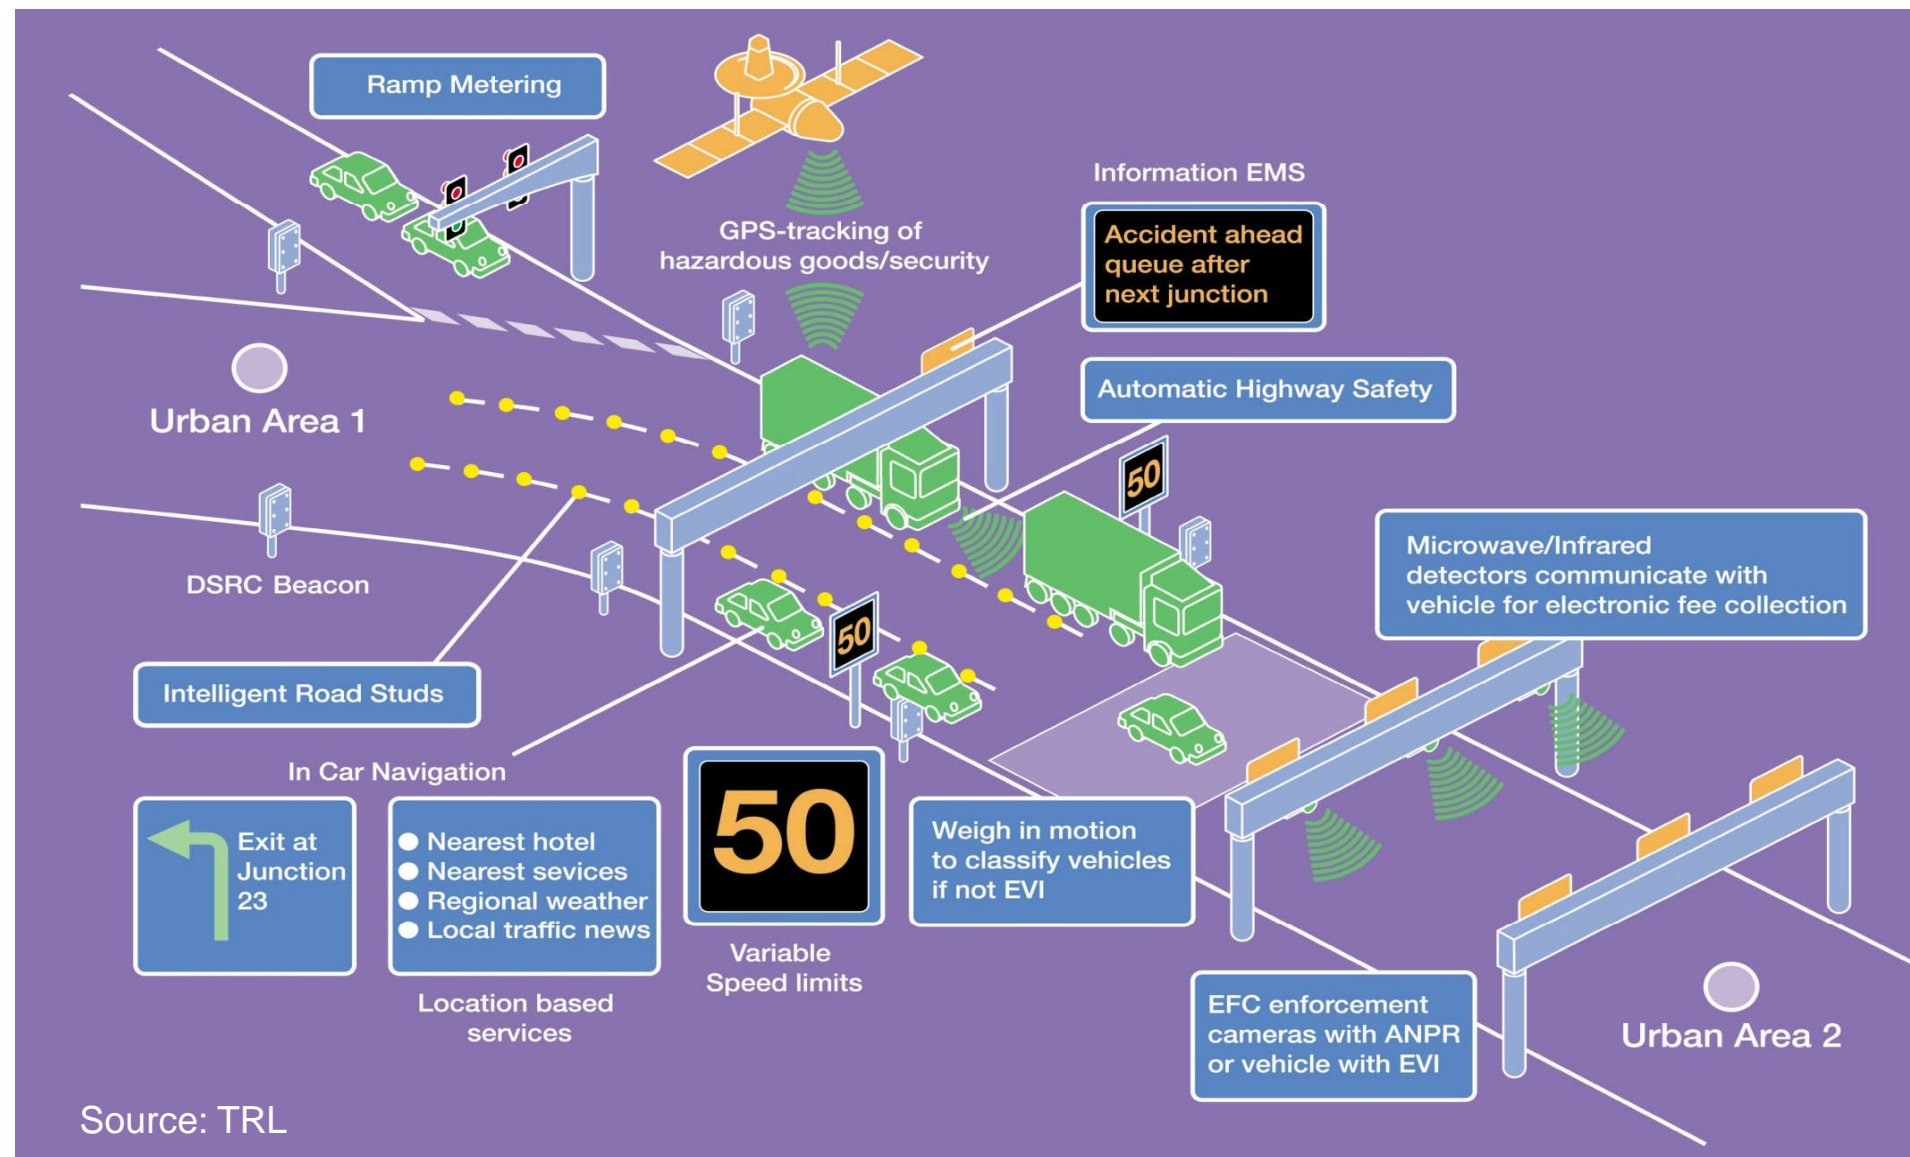 Ramp Metering
GPS-tracking of
hazardous goods/security
Information EMS
Accident ahead
queue after
next junction
Automatic Highway Safety
Urban Area 1
50
DSRC Beacon
Microwave/Infrared
detectors communicate with
vehicle for electronic fee collection
50
Intelligent Road Studs
In Car Navigation
Exit at
Junction
23
Nearest hotel
Nearest sevices
Regional weather
Local traffic news
Location based
services
50
Variable
Speed limits
Weigh in motion
to classify vehicles
if not EVI
EFC enforcement
cameras with ANPR
or vehicle with EVI
Urban Area 2
Source: TRL